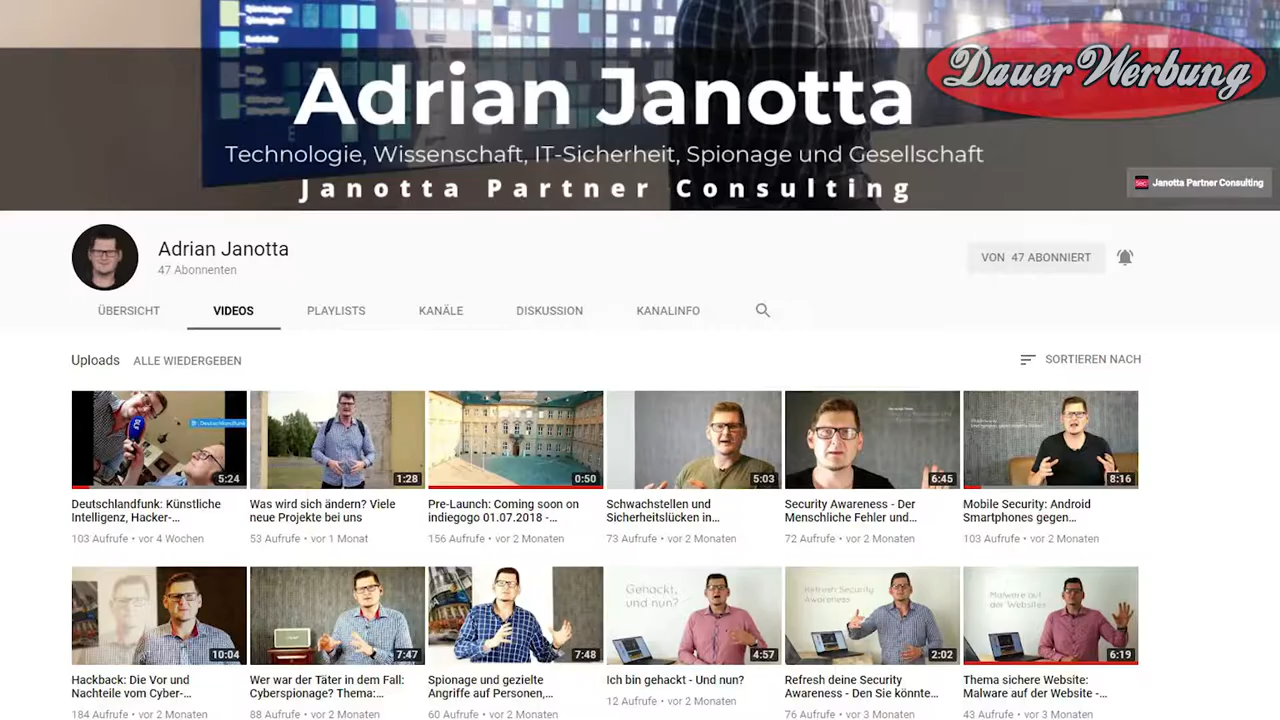 Adrian Janotta
Dauer Werbung
Technologie, Wissenschaft, IT-Sicherheit, Spionage und Gesellschaft
Janotta Partner Consulting
Sec Janotta Partner Consulting
Adrian Janotta
47 Abonnenten
VON 47 ABONNIERT
ÜBERSICHT VIDEOS PLAYLISTS KANÄLE DISKUSSION KANALINFO
Uploads ALLE WIEDERGEBEN
SORTIEREN NACH
Deutschlandfunk
5:24
1:28
0:50
5:03
6:45
8:16
Deutschlandfunk: Künstliche
Intelligenz, Hacker-...
103 Aufrufe • vor 4 Wochen
Was wird sich ändern? Viele
neue Projekte bei uns
53 Aufrufe • vor 1 Monat
Pre-Launch: Coming soon on
indiegogo 01.07.2018 -...
156 Aufrufe • vor 2 Monaten
Schwachstellen und
Sicherheitslücken in...
73 Aufrufe • vor 2 Monaten
Security Awareness - Der
Menschliche Fehler und...
72 Aufrufe • vor 2 Monaten
Mobile Security: Android
Smartphones gegen...
103 Aufrufe • vor 2 Monaten
10:04
7:47
7:48
Gehackt,
und nun?
4:57
Refresh Security
Awareness
2:02
Malware auf
der Websites
6:19
Hackback: Die Vor und
Nachteile vom Cyber-...
184 Aufrufe • vor 2 Monaten
Wer war der Täter in dem Fall:
Cyberspionage? Thema:...
88 Aufrufe • vor 2 Monaten
Spionage und gezielte
Angriffe auf Personen,...
60 Aufrufe • vor 2 Monaten
Ich bin gehackt - Und nun?
12 Aufrufe • vor 2 Monaten
Refresh deine Security
Awareness - Den Sie könnte...
76 Aufrufe • vor 3 Monaten
Thema sichere Website:
Malware auf der Website -...
43 Aufrufe • vor 3 Monaten